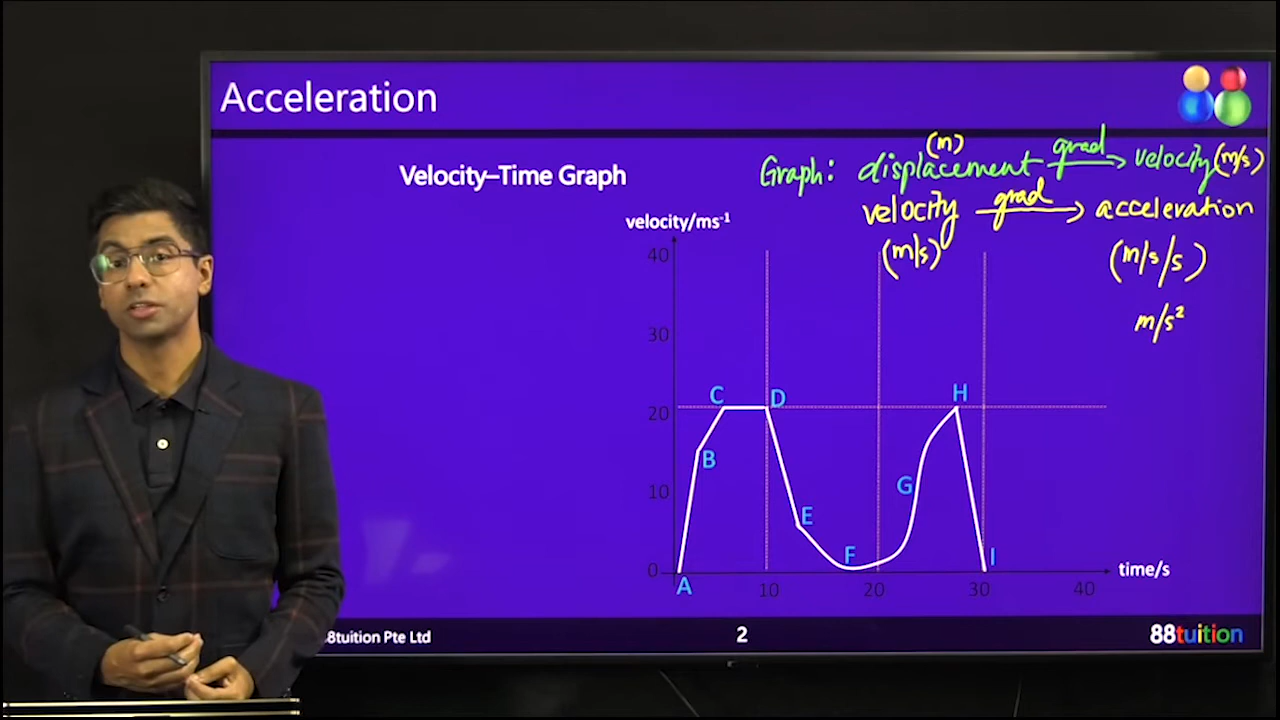 Acceleration
Velocity–Time Graph
Graph: displacement (m) grad → velocity (m/s)
velocity (m/s) grad → acceleration
(m/s/s)
m/s²
velocity/ms⁻¹
40
30
20
10
0
A
B
C
D
E
F
G
H
I
10
20
30
40
time/s
8tuition Pte Ltd
2
88tuition